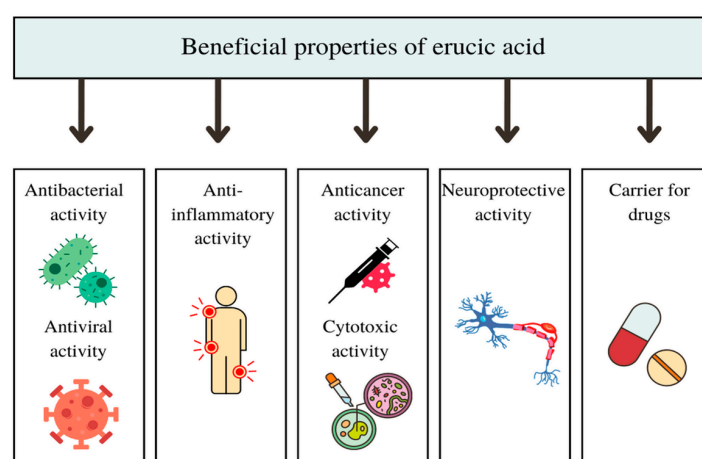 Beneficial properties of erucic acid
Antibacterial
activity
Antiviral
activity
Anti-
inflammatory
activity
Anticancer
activity
Cytotoxic
activity
Neuroprotective
activity
Carrier for
drugs